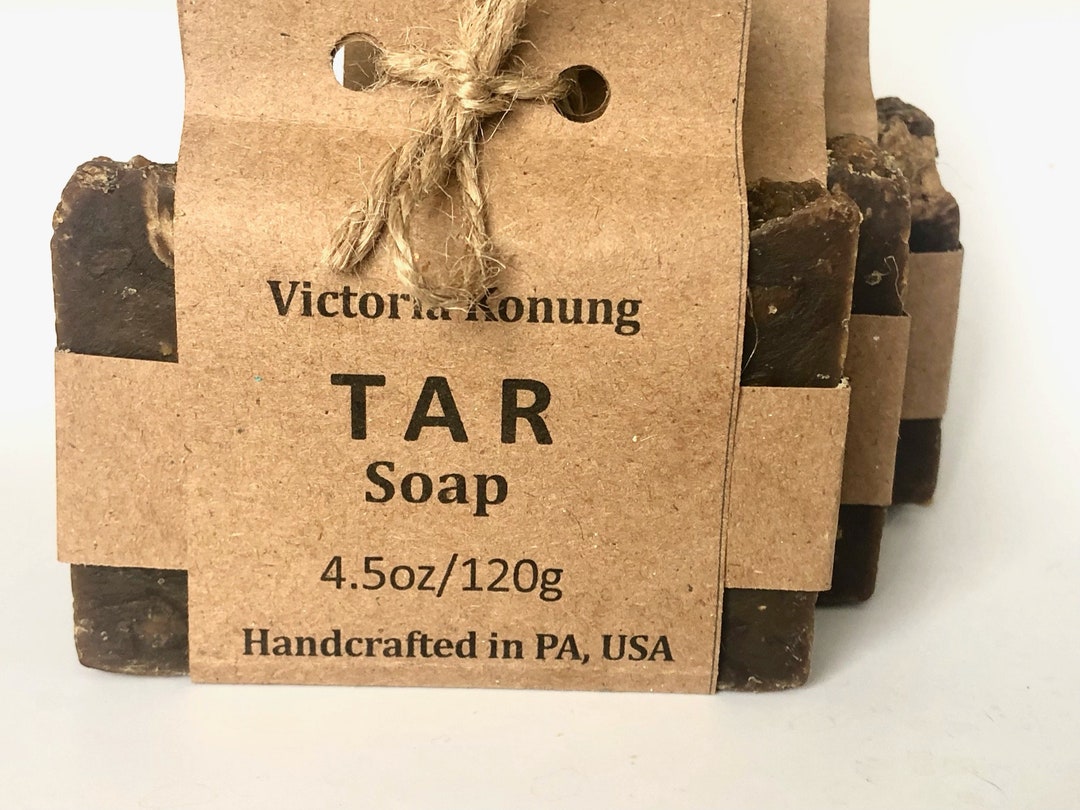 Victoria Konung
TAR
Soap
4.5oz/120g
Handcrafted in PA, USA